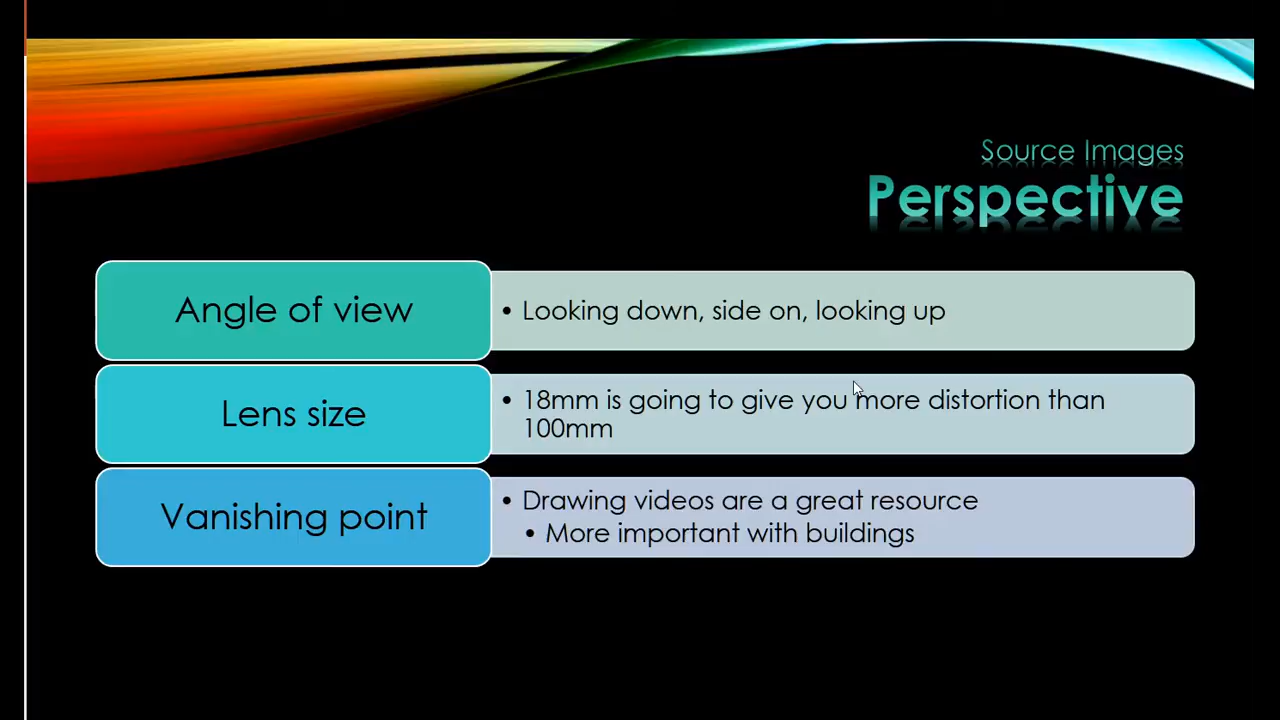 Source Images
Perspective
Angle of view
• Looking down, side on, looking up
Lens size
• 18mm is going to give you more distortion than
100mm
Vanishing point
• Drawing videos are a great resource
• More important with buildings